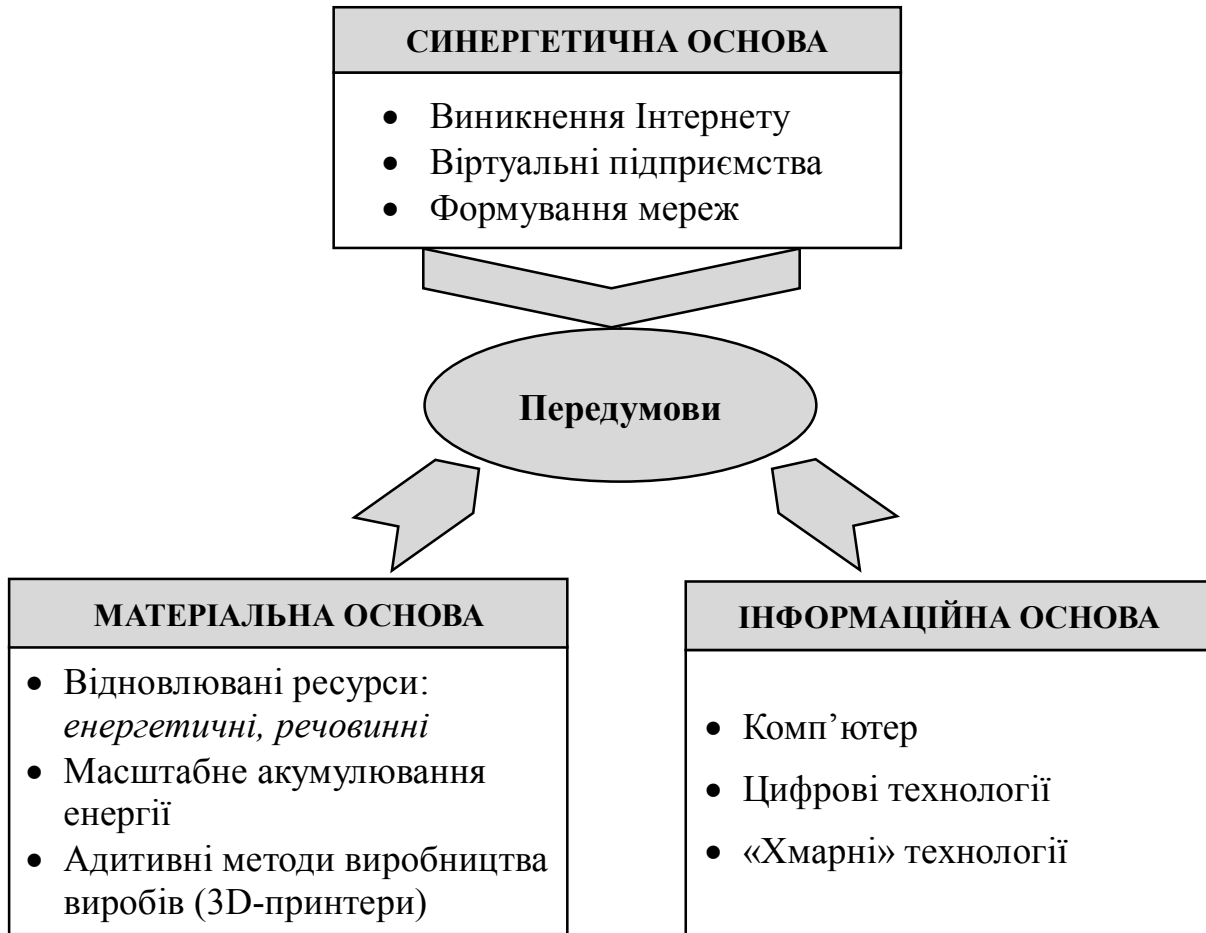 СИНЕРГЕТИЧНА ОСНОВА
• Виникнення Інтернету
• Віртуальні підприємства
• Формування мереж
Передумови
МАТЕРІАЛЬНА ОСНОВА
• Відновлювані ресурси:
енергетичні, речовинні
• Масштабне акумулювання
енергії
• Адитивні методи виробництва
виробів (3D-принтери)
ІНФОРМАЦІЙНА ОСНОВА
• Комп’ютер
• Цифрові технології
• «Хмарні» технології